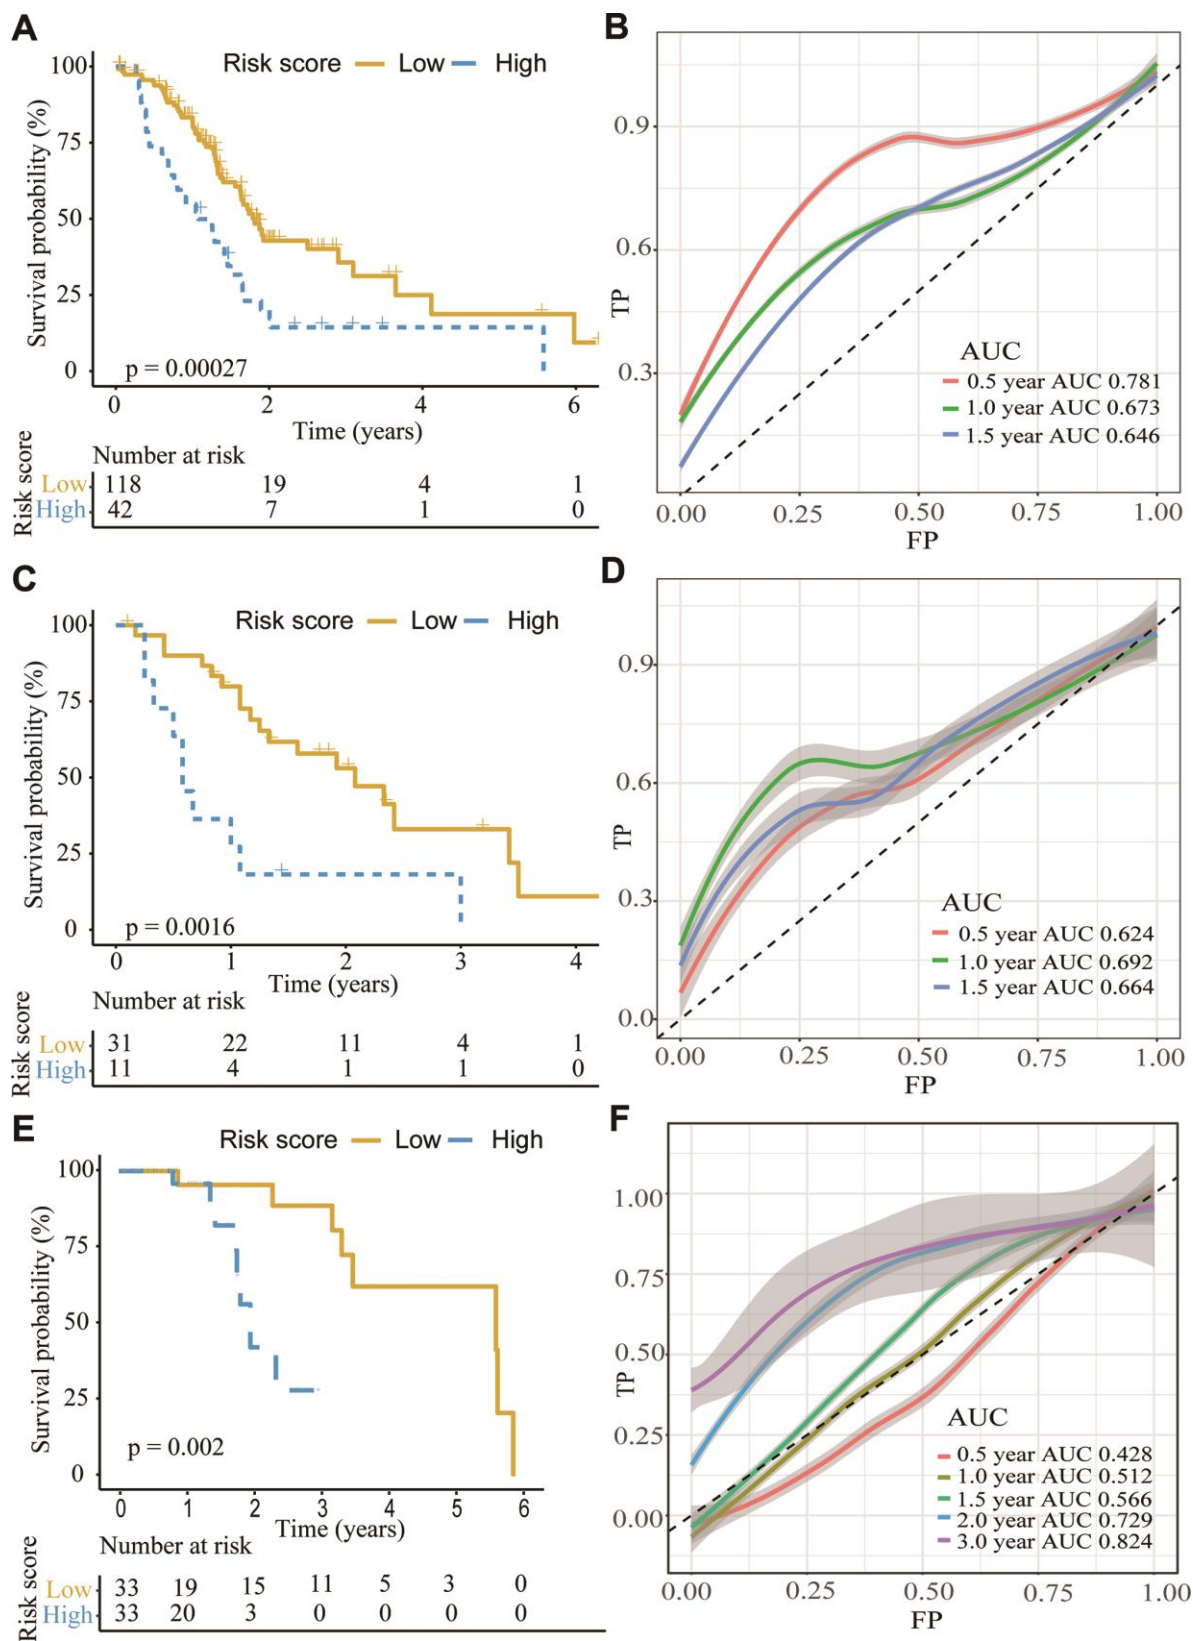 A
Risk score Low High
Survival probability (%)
100
75
50
25
0
p = 0.00027
0 2 4 6
Time (years)
Number at risk
Risk score
Low 118 19 4 1
High 42 7 1 0
B
TP
0.9
0.6
0.3
AUC
0.5 year AUC 0.781
1.0 year AUC 0.673
1.5 year AUC 0.646
0.00 0.25 0.50 0.75 1.00
FP
C
Risk score Low High
Survival probability (%)
100
75
50
25
0
p = 0.0016
0 1 2 3 4
Time (years)
Number at risk
Risk score
Low 31 22 11 4 1
High 11 4 1 1 0
D
TP
0.9
0.6
0.3
0.0
AUC
0.5 year AUC 0.624
1.0 year AUC 0.692
1.5 year AUC 0.664
0.00 0.25 0.50 0.75 1.00
FP
E
Risk score Low High
Survival probability (%)
100
75
50
25
0
p = 0.002
0 1 2 3 4 5 6
Time (years)
Number at risk
Risk score
Low 33 19 15 11 5 3 0
High 33 20 3 0 0 0 0
F
TP
1.00
0.75
0.50
0.25
0.00
AUC
0.5 year AUC 0.428
1.0 year AUC 0.512
1.5 year AUC 0.566
2.0 year AUC 0.729
3.0 year AUC 0.824
0.00 0.25 0.50 0.75 1.00
FP